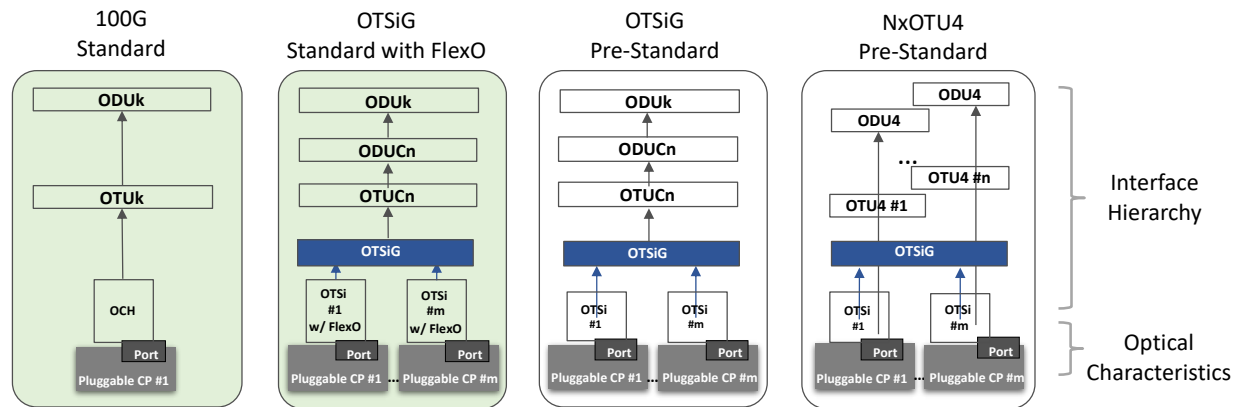 100G
Standard
ODUk
OTUk
OCH
Port
Pluggable CP #1
OTSiG
Standard with FlexO
ODUk
ODUCn
OTUCn
OTSiG
OTSi
#1
w/ FlexO
OTSi
#m
w/ FlexO
Port
Port
Pluggable CP #1
...
Pluggable CP #m
OTSiG
Pre-Standard
ODUk
ODUCn
OTUCn
OTSiG
OTSi
#1
OTSi
#m
Port
Port
Pluggable CP #1
...
Pluggable CP #m
NxOTU4
Pre-Standard
ODU4
ODU4
...
OTU4 #n
OTU4 #1
OTSiG
OTSi
#1
OTSi
#m
Port
Port
Pluggable CP #1
...
Pluggable CP #m
Interface
Hierarchy
Optical
Characteristics